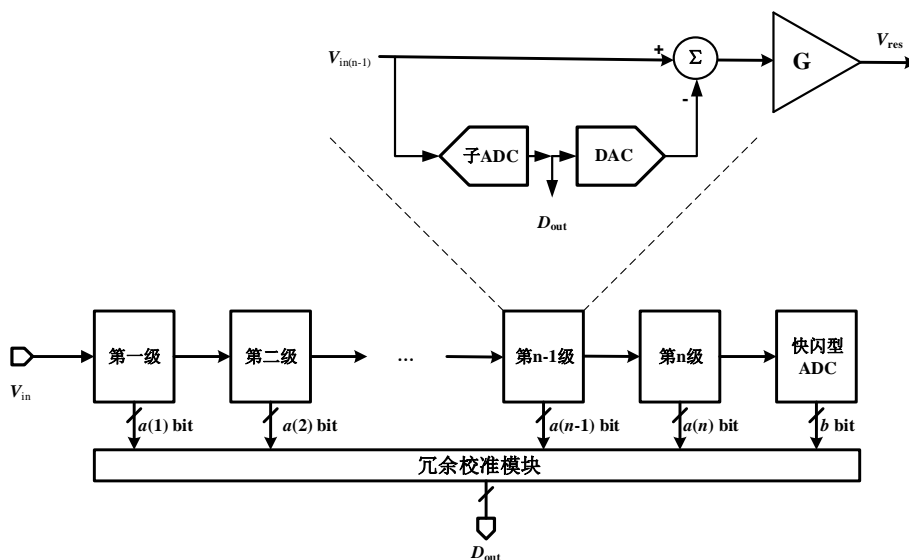 V_in(n-1)
+
Σ
-
G
V_res
子ADC
DAC
D_out
V_in
第一级
第二级
...
第n-1级
第n级
快闪型
ADC
a(1) bit
a(2) bit
a(n-1) bit
a(n) bit
b bit
冗余校准模块
D_out